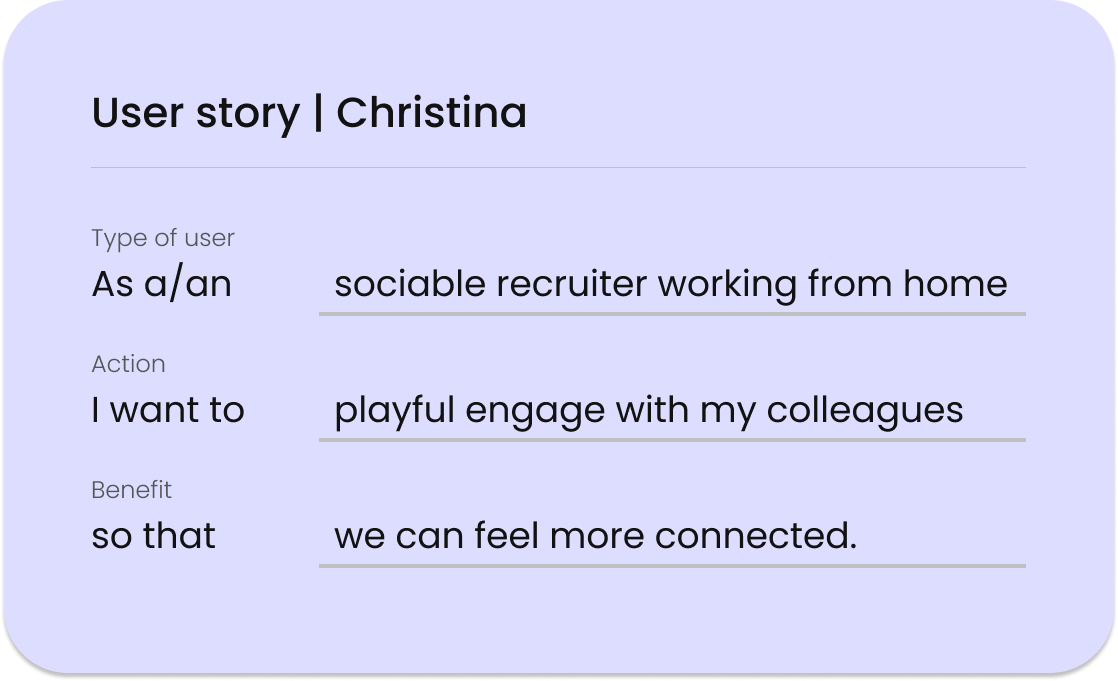 User story | Christina
Type of user
As a/an sociable recruiter working from home
Action
I want to playful engage with my colleagues
Benefit
so that we can feel more connected.